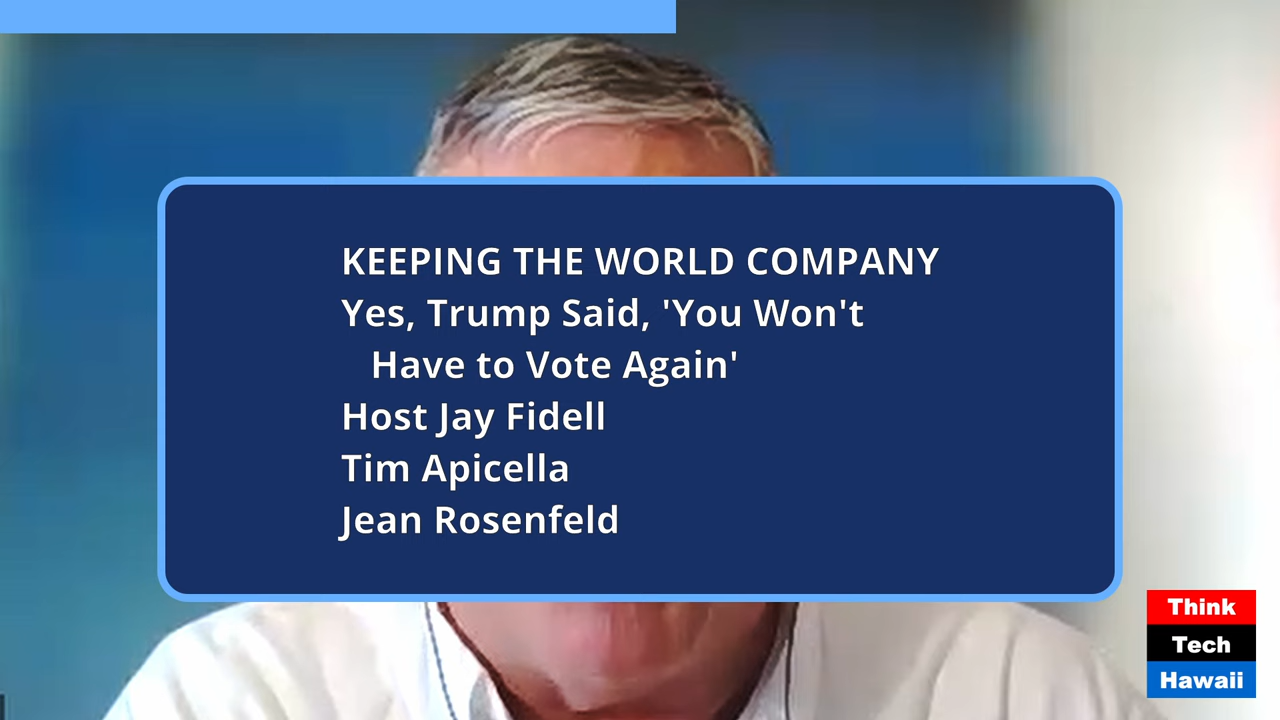 KEEPING THE WORLD COMPANY
Yes, Trump Said, 'You Won't
Have to Vote Again'
Host Jay Fidell
Tim Apicella
Jean Rosenfeld
Think
Tech
Hawaii